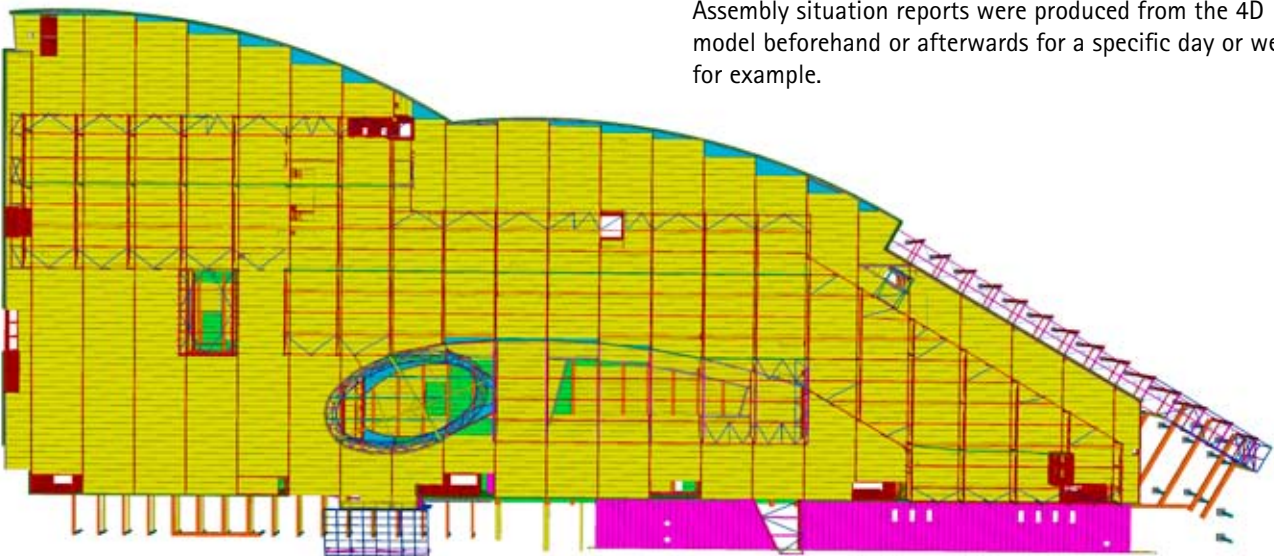 Assembly situation reports were produced from the 4D
model beforehand or afterwards for a specific day or
for example.